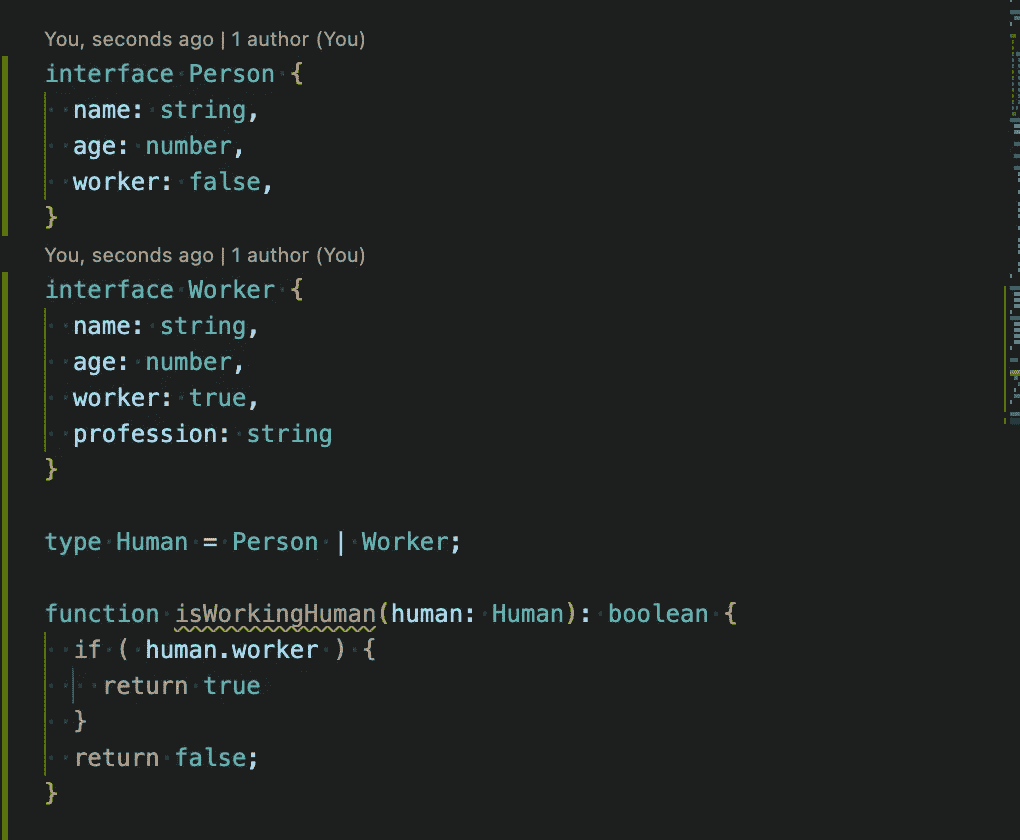 You, seconds ago | 1 author (You)
interface Person {
name: string,
age: number,
worker: false,
}
You, seconds ago | 1 author (You)
interface Worker {
name: string,
age: number,
worker: true,
profession: string
}
type Human = Person | Worker;
function isWorkingHuman(human: Human): boolean {
if ( human.worker ) {
return true
}
return false;
}